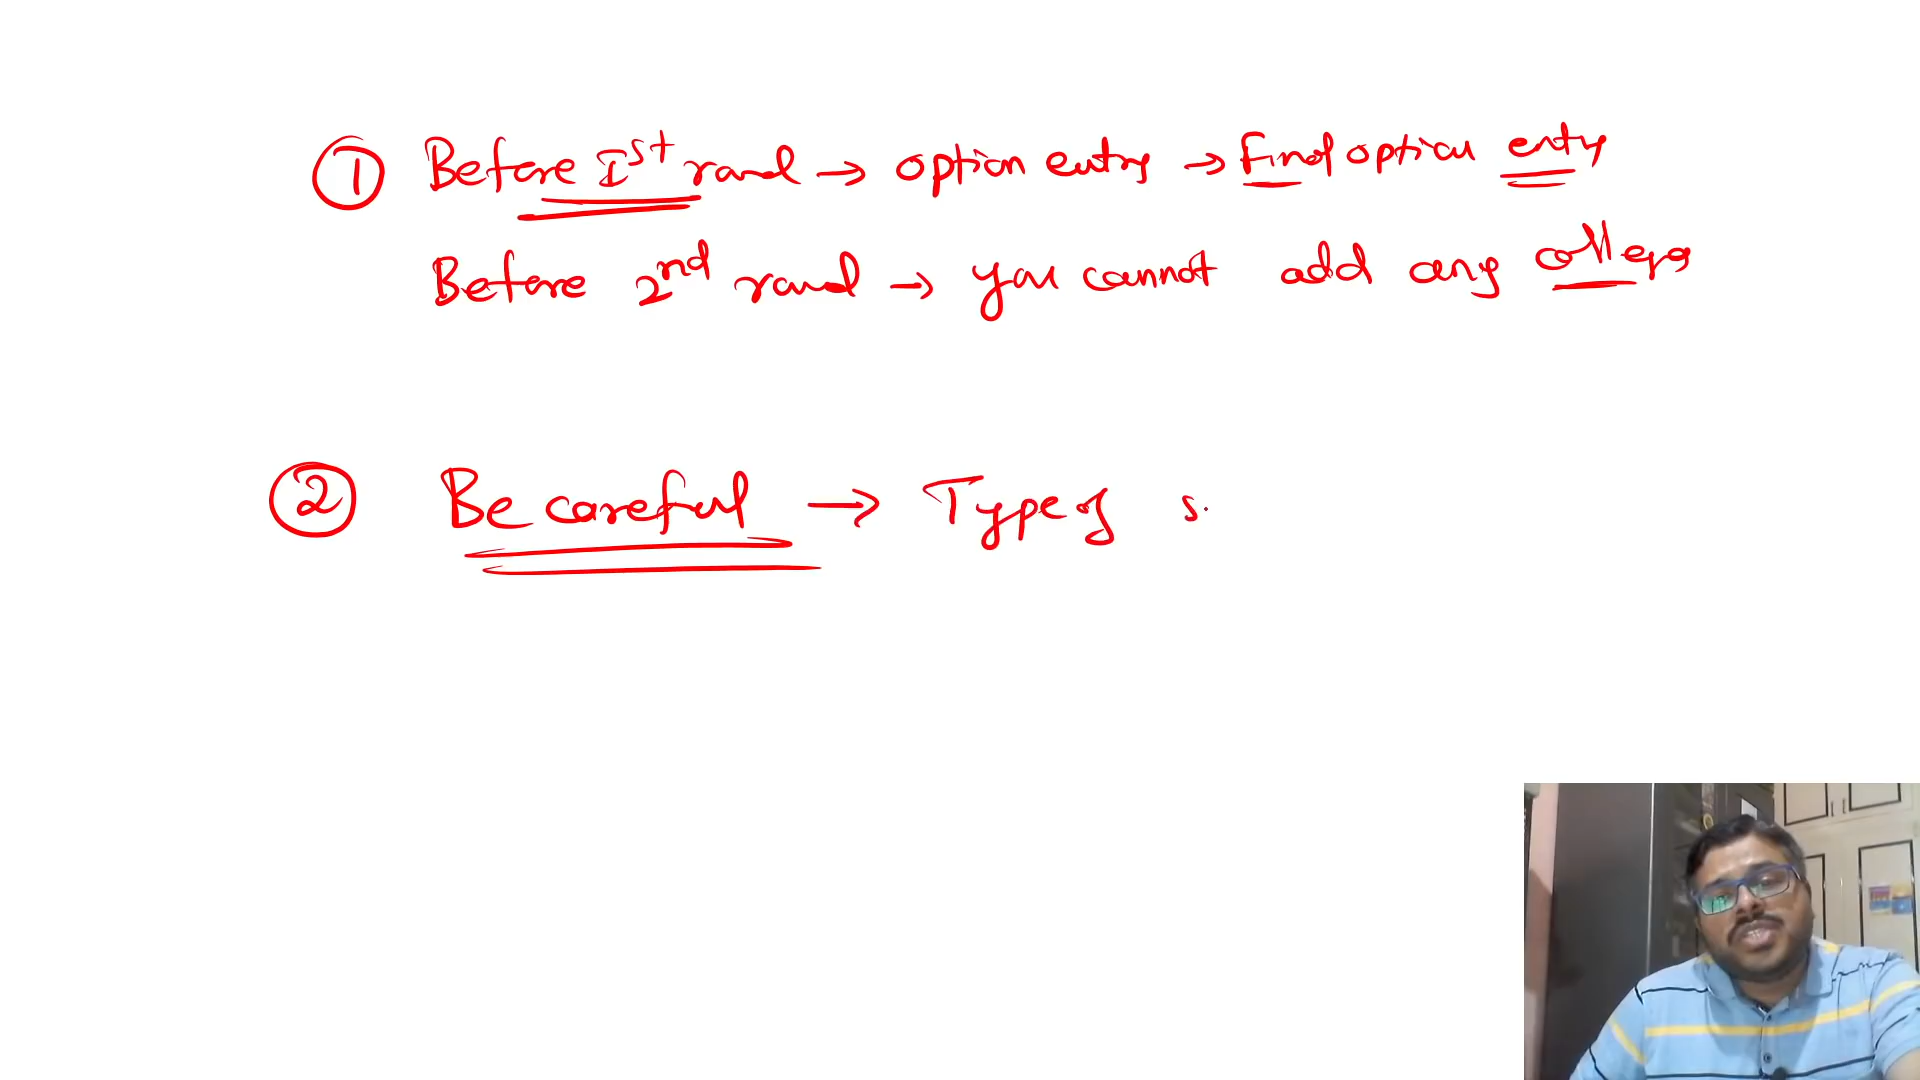 ① Before Ist round → option entry → Final option entry
Before 2nd round → you cannot add any college
② Be careful → Type of s